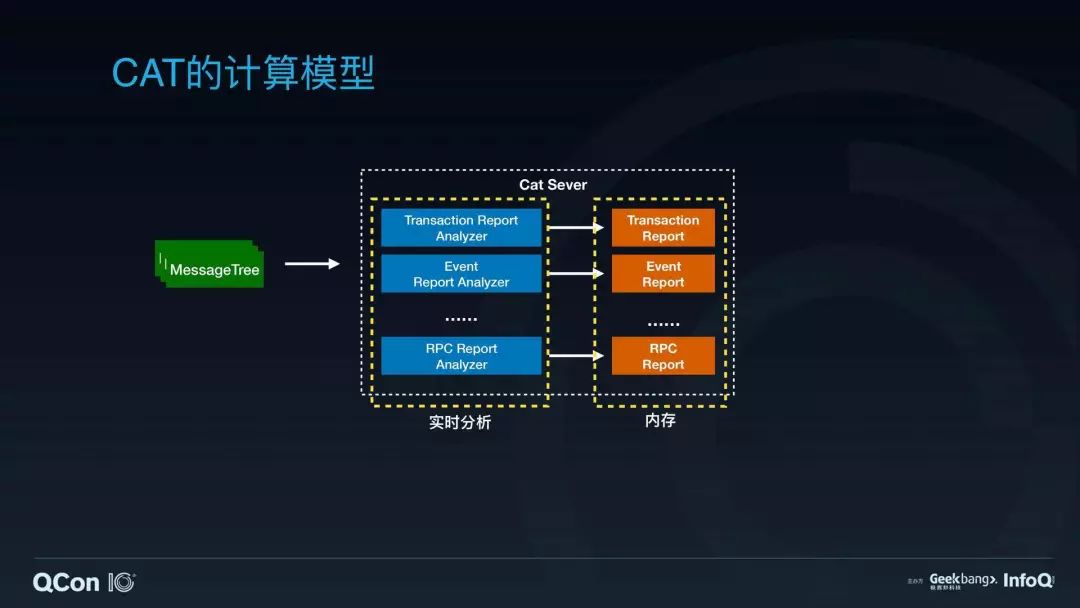 CAT的计算模型
Cat Sever
Transaction Report
Analyzer
Transaction
Report
MessageTree
Event
Report Analyzer
Event
Report
......
......
RPC Report
Analyzer
RPC
Report
实时分析
内存
QCon 10
主办方
Geekbang>.
极客邦科技
InfoQ